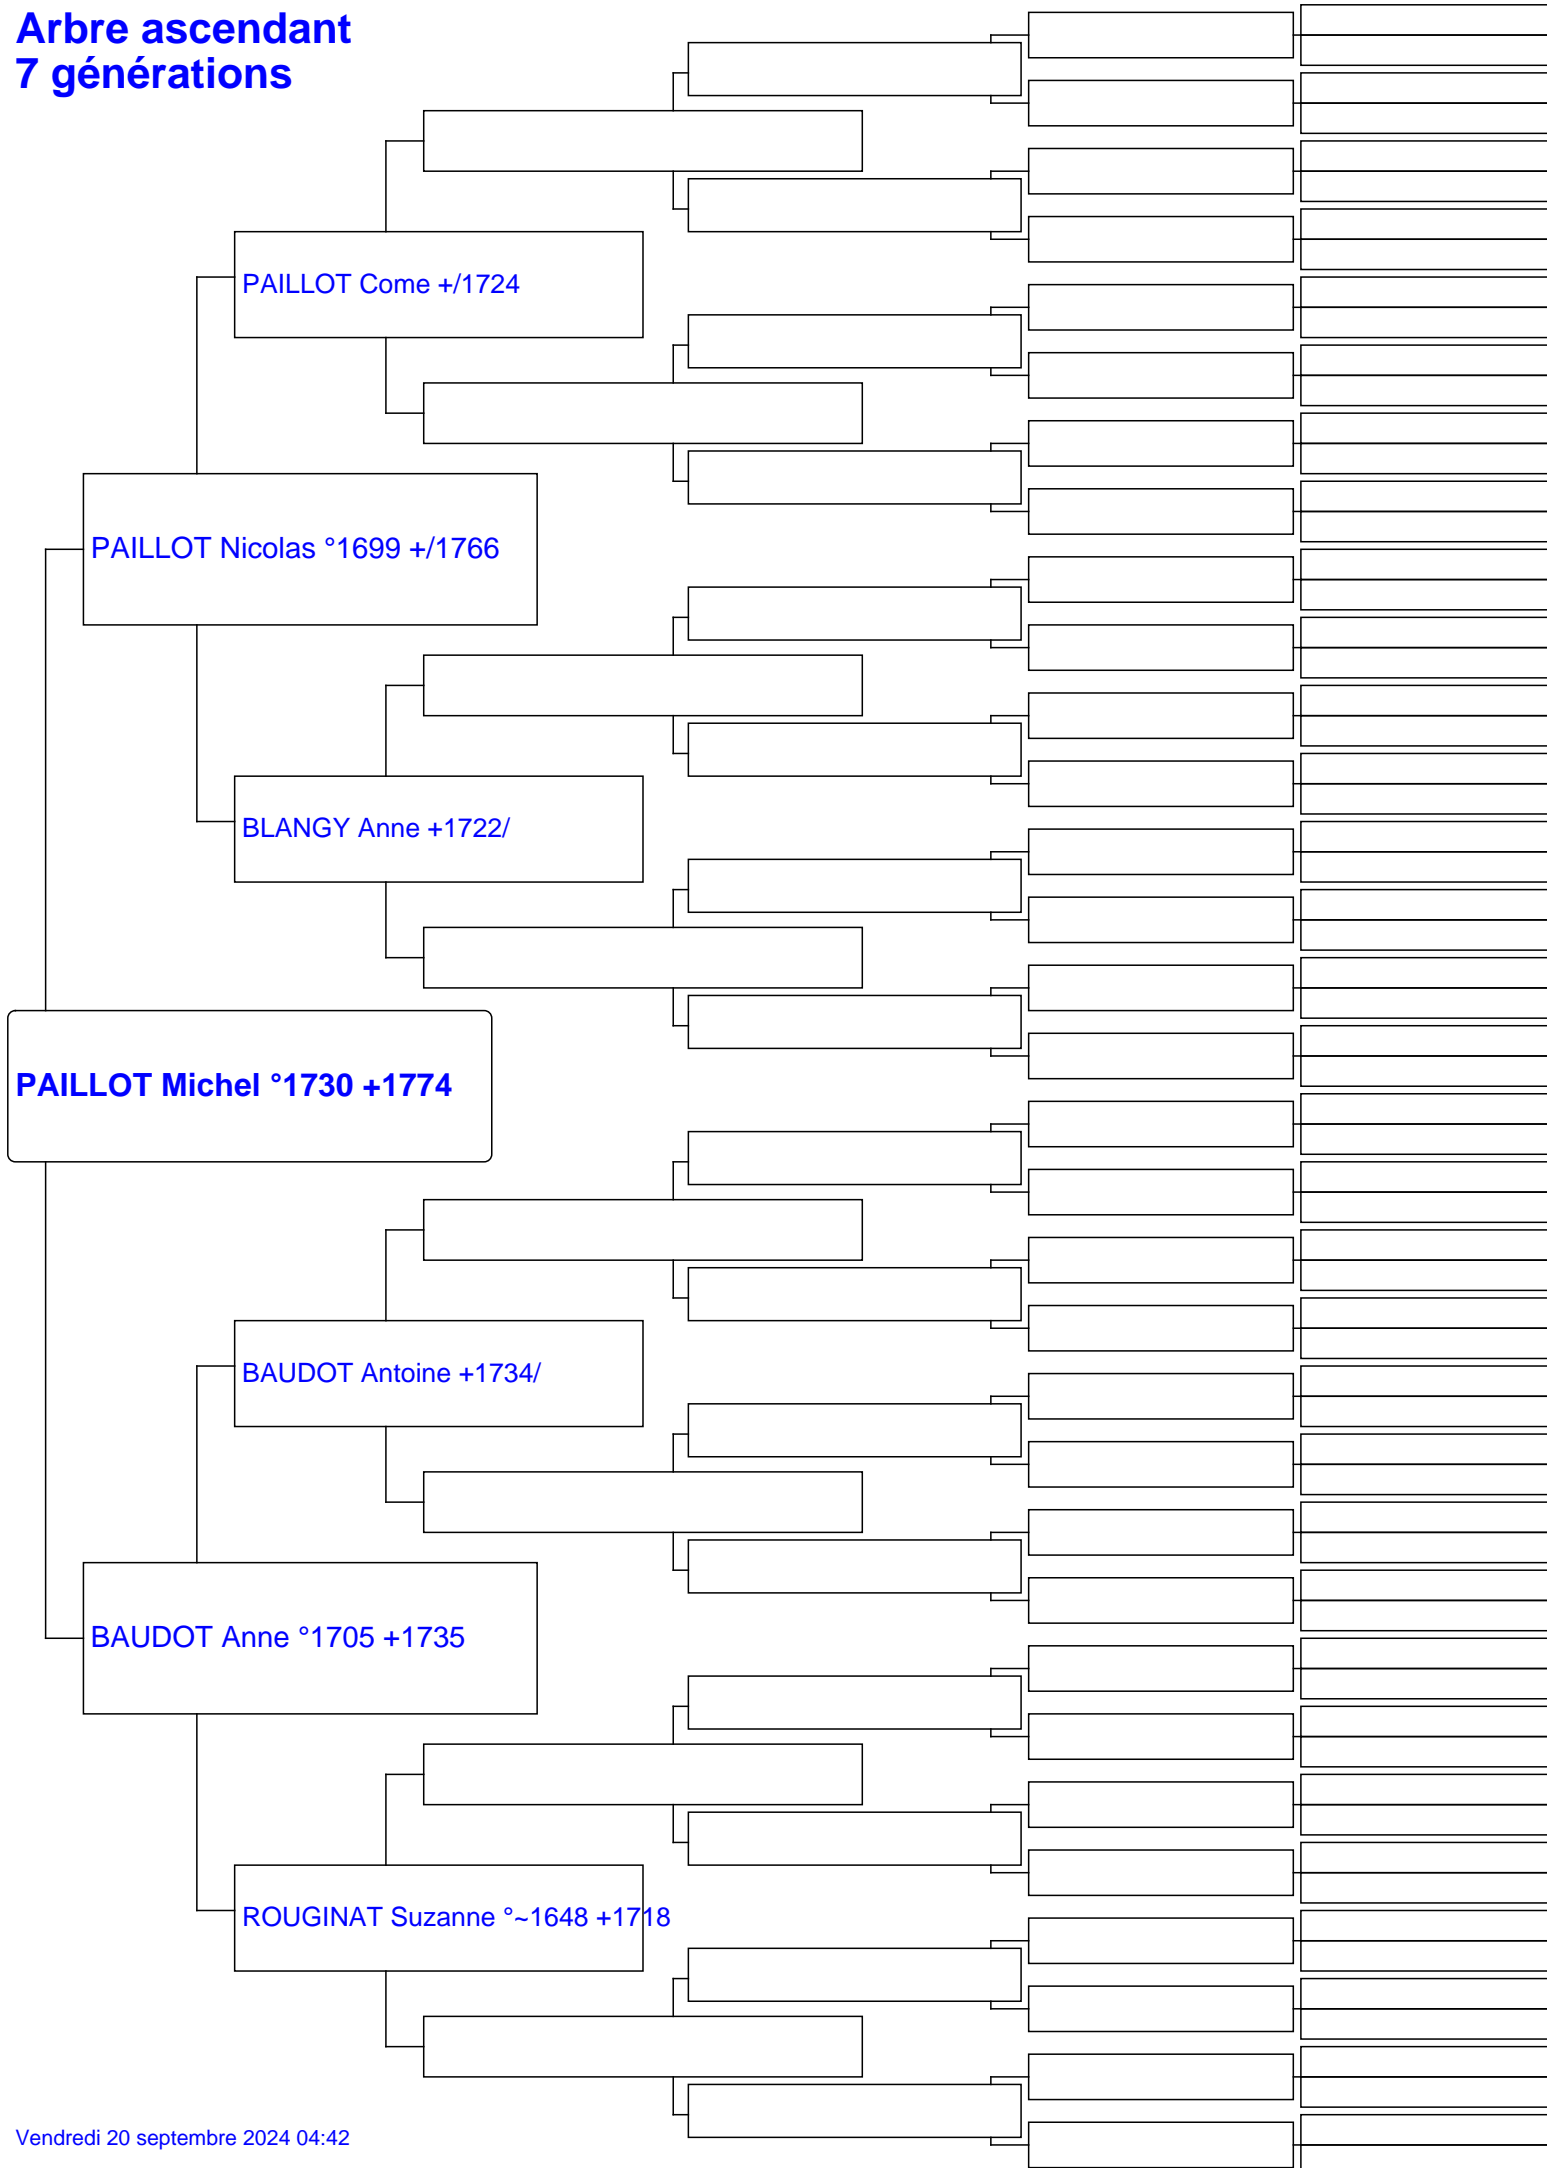 Arbre ascendant
7 générations
PAILLOT Come +/1724
PAILLOT Nicolas °1699 +/1766
BLANGY Anne +1722/
PAILLOT Michel °1730 +1774
BAUDOT Antoine +1734/
BAUDOT Anne °1705 +1735
ROUGINAT Suzanne °~1648 +1718
Vendredi 20 septembre 2024 04:42